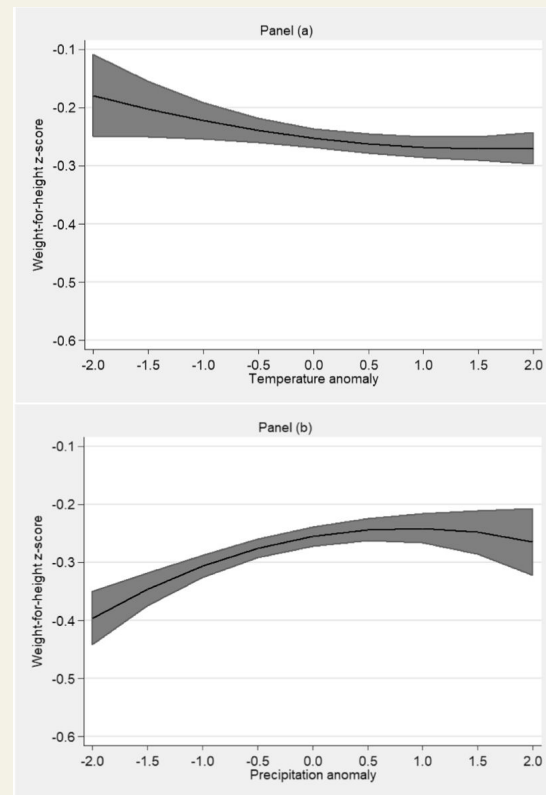 Panel (a)
Weight-for-height z-score
-0.1
-0.2
-0.3
-0.4
-0.5
-0.6
-2.0 -1.5 -1.0 -0.5 0.0 0.5 1.0 1.5 2.0
Temperature anomaly
Panel (b)
Weight-for-height z-score
-0.1
-0.2
-0.3
-0.4
-0.5
-0.6
-2.0 -1.5 -1.0 -0.5 0.0 0.5 1.0 1.5 2.0
Precipitation anomaly